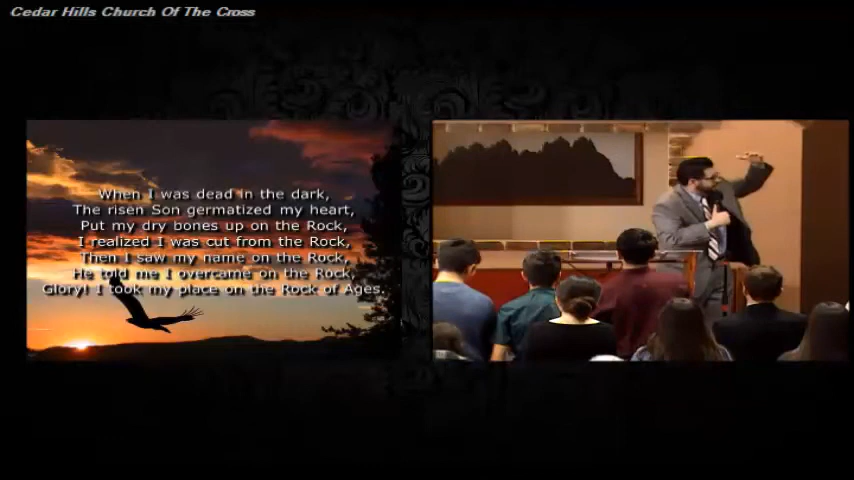 Cedar Hills Church Of The Cross
When I was dead in the dark,
The risen Son germatized my heart,
Put my dry bones up on the Rock,
I realized I was cut from the Rock,
Then I saw my name on the Rock,
He told me I overcame on the Rock,
Glory! I took my place on the Rock of Ages.